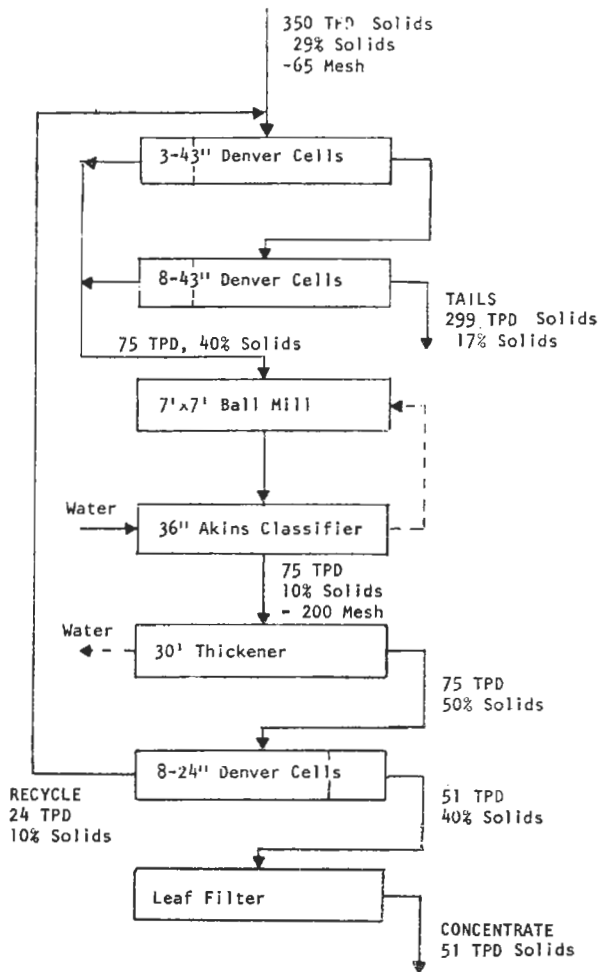 350 TPD Solids
29% Solids
-65 Mesh
3-43" Denver Cells
8-43" Denver Cells
TAILS
299 TPD Solids
17% Solids
75 TPD, 40% Solids
7'x7' Ball Mill
Water
36" Akins Classifier
75 TPD
10% Solids
- 200 Mesh
Water
30' Thickener
75 TPD
50% Solids
8-24" Denver Cells
RECYCLE
24 TPD
10% Solids
51 TPD
40% Solids
Leaf Filter
CONCENTRATE
51 TPD Solids